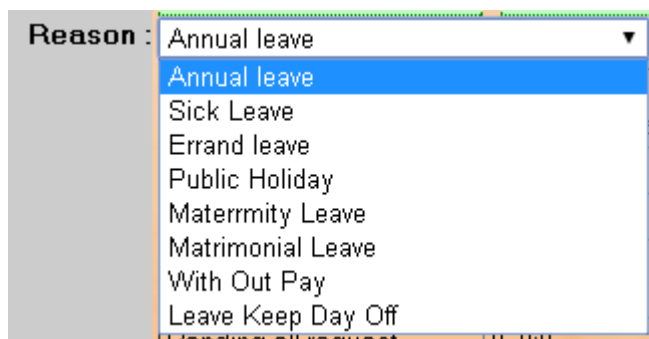 Reason : Annual leave
Annual leave
Sick Leave
Errand leave
Public Holiday
Materrmity Leave
Matrimonial Leave
With Out Pay
Leave Keep Day Off